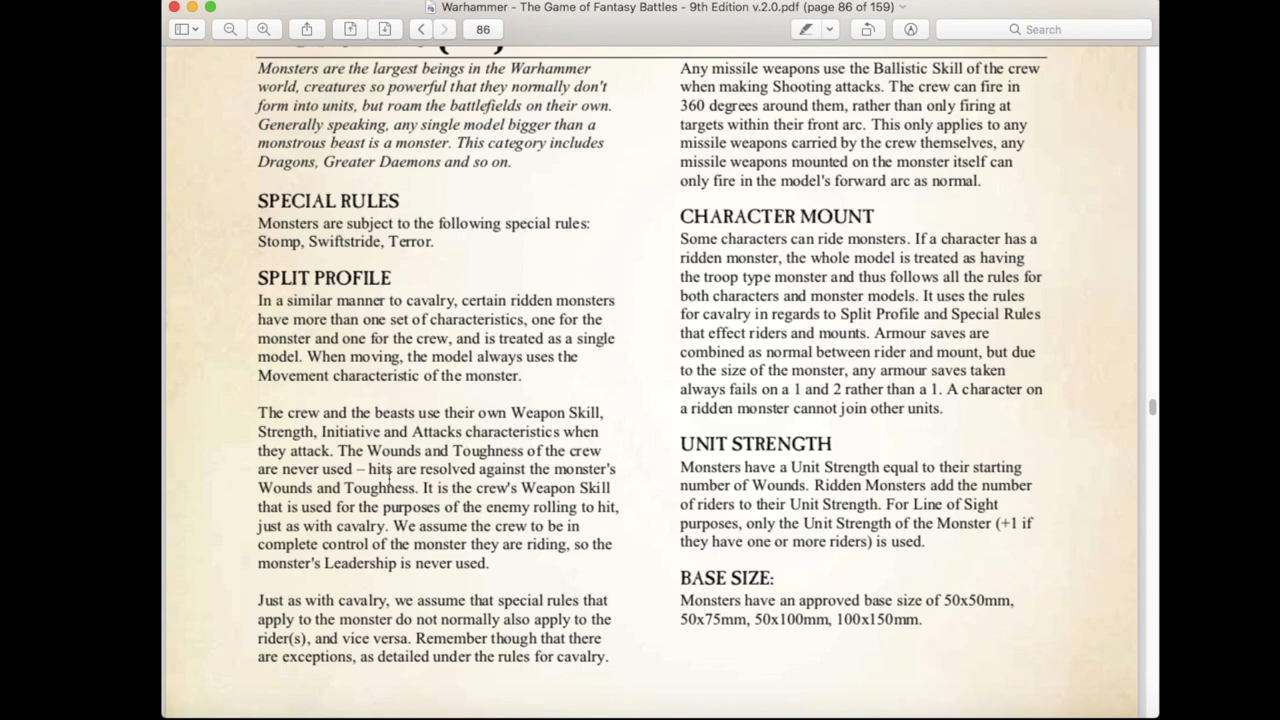 Warhammer - The Game of Fantasy Battles - 9th Edition v.2.0.pdf (page 86 of 159)
86
Search
Monsters are the largest beings in the Warhammer
world, creatures so powerful that they normally don't
form into units, but roam the battlefields on their own.
Generally speaking, any single model bigger than a
monstrous beast is a monster. This category includes
Dragons, Greater Daemons and so on.
SPECIAL RULES
Monsters are subject to the following special rules:
Stomp, Swiftstride, Terror.
SPLIT PROFILE
In a similar manner to cavalry, certain ridden monsters
have more than one set of characteristics, one for the
monster and one for the crew, and is treated as a single
model. When moving, the model always uses the
Movement characteristic of the monster.
The crew and the beasts use their own Weapon Skill,
Strength, Initiative and Attacks characteristics when
they attack. The Wounds and Toughness of the crew
are never used – hits are resolved against the monster's
Wounds and Toughness. It is the crew's Weapon Skill
that is used for the purposes of the enemy rolling to hit,
just as with cavalry. We assume the crew to be in
complete control of the monster they are riding, so the
monster's Leadership is never used.
Just as with cavalry, we assume that special rules that
apply to the monster do not normally also apply to the
rider(s), and vice versa. Remember though that there
are exceptions, as detailed under the rules for cavalry.
Any missile weapons use the Ballistic Skill of the crew
when making Shooting attacks. The crew can fire in
360 degrees around them, rather than only firing at
targets within their front arc. This only applies to any
missile weapons carried by the crew themselves, any
missile weapons mounted on the monster itself can
only fire in the model's forward arc as normal.
CHARACTER MOUNT
Some characters can ride monsters. If a character has a
ridden monster, the whole model is treated as having
the troop type monster and thus follows all the rules for
both characters and monster models. It uses the rules
for cavalry in regards to Split Profile and Special Rules
that effect riders and mounts. Armour saves are
combined as normal between rider and mount, but due
to the size of the monster, any armour saves taken
always fails on a 1 and 2 rather than a 1. A character on
a ridden monster cannot join other units.
UNIT STRENGTH
Monsters have a Unit Strength equal to their starting
number of Wounds. Ridden Monsters add the number
of riders to their Unit Strength. For Line of Sight
purposes, only the Unit Strength of the Monster (+1 if
they have one or more riders) is used.
BASE SIZE:
Monsters have an approved base size of 50x50mm,
50x75mm, 50x100mm, 100x150mm.